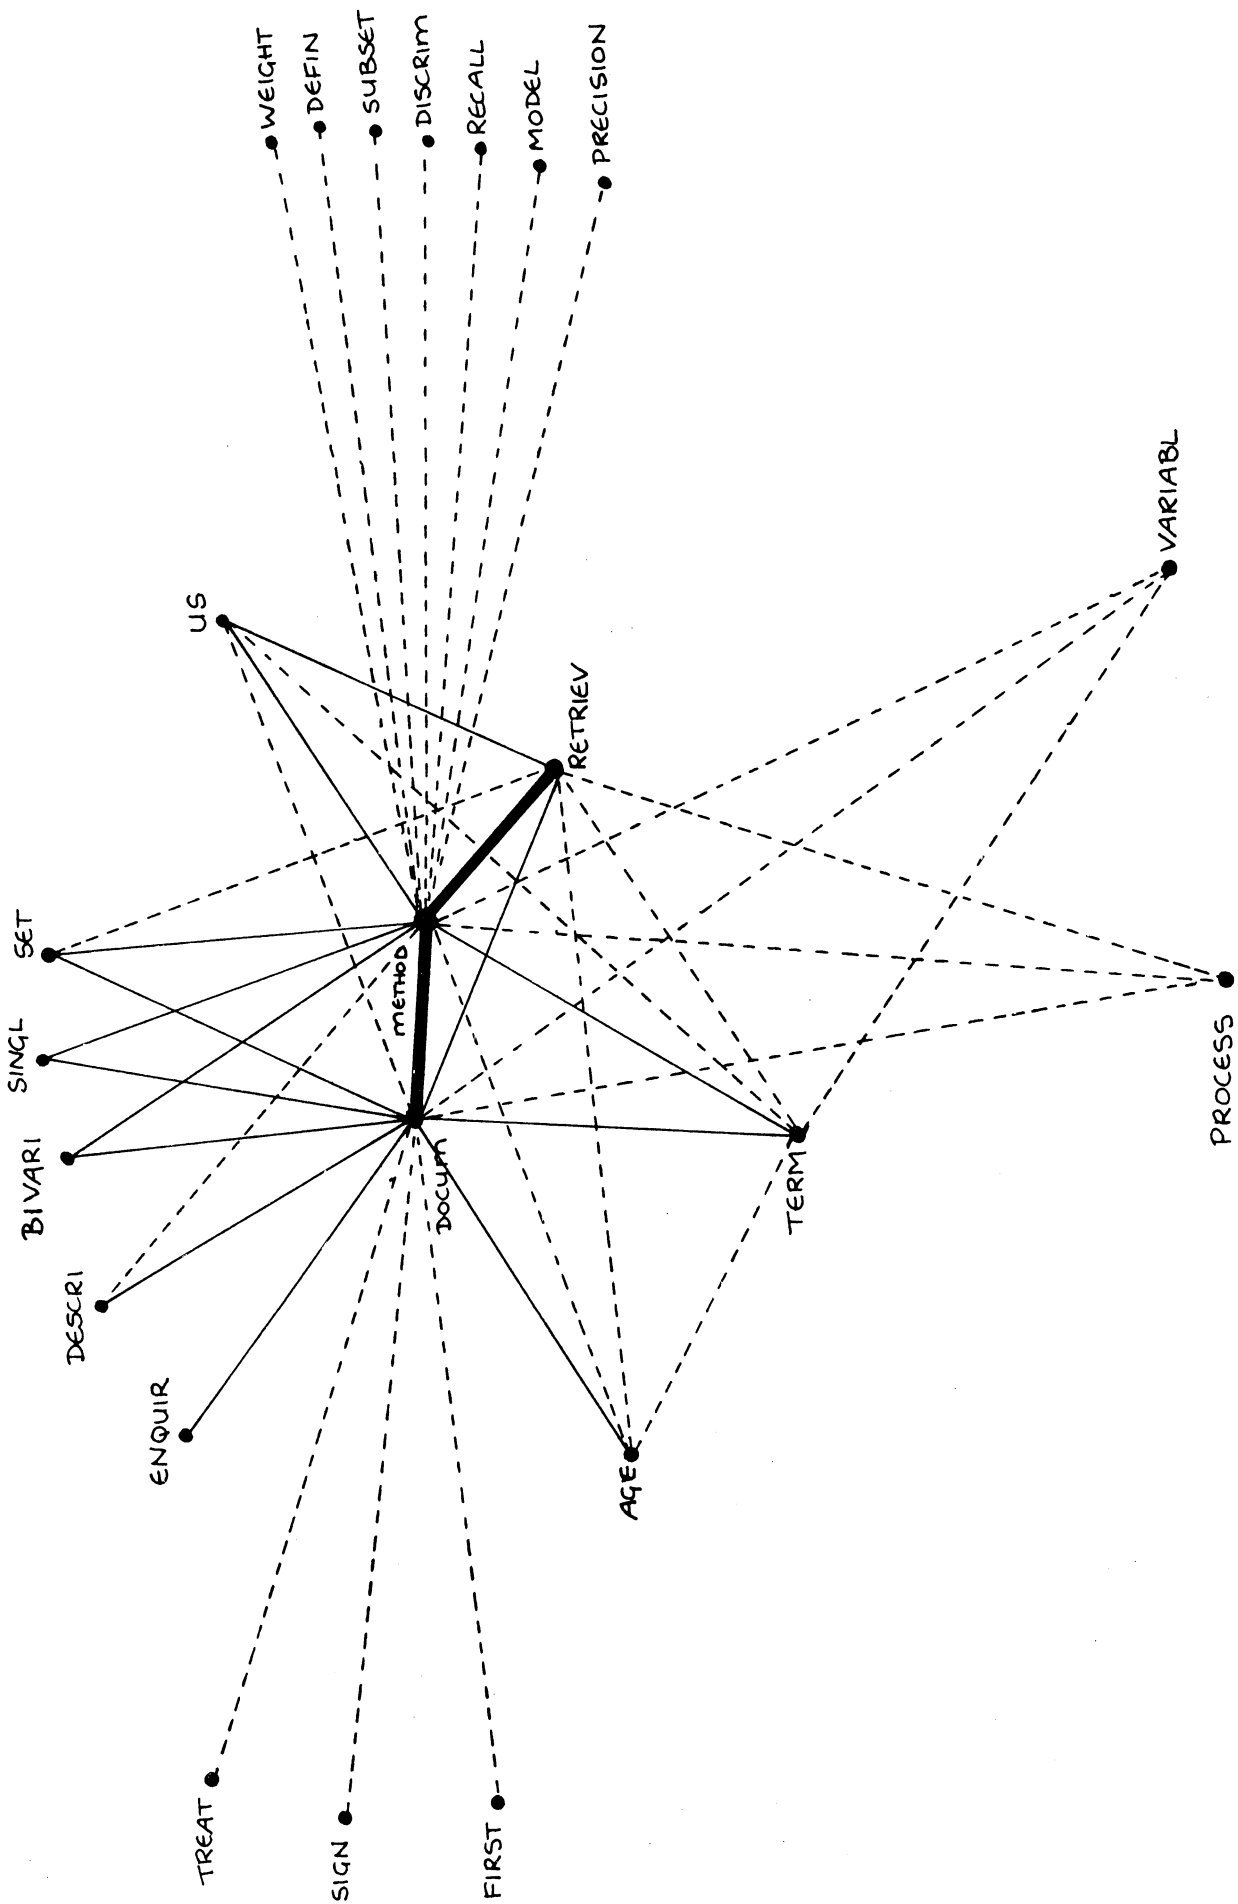 WEIGHT
DEFIN
SUBSET
DISCRIM
RECALL
MODEL
PRECISION
US
RETRIEV
VARIABL
SET
SINGL
BIVARI
DESCRI
ENQUIR
METHOD
DOCUM
TERM
PROCESS
AGE
TREAT
SIGN
FIRST